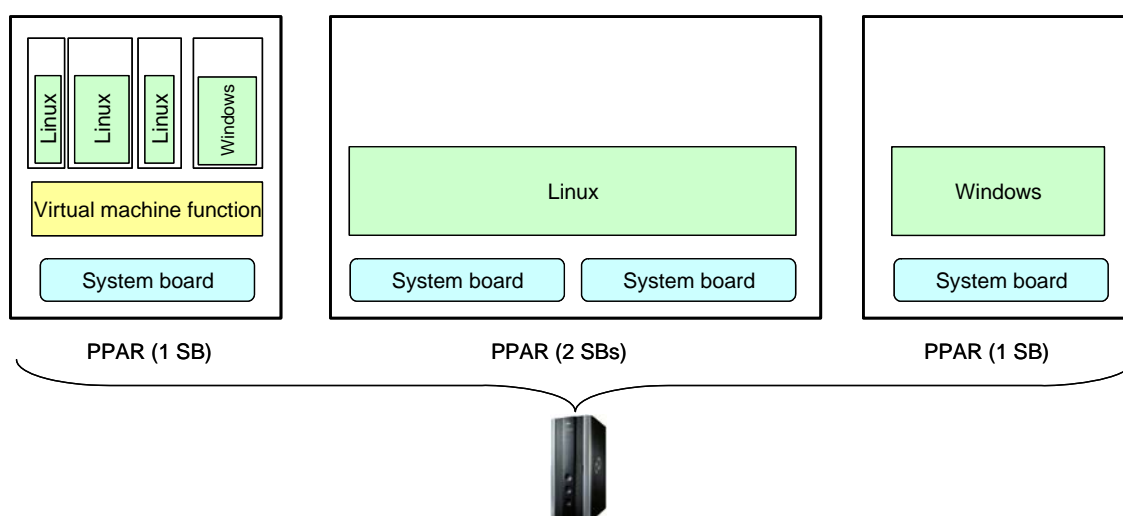 Linux
Linux
Linux
Windows
Virtual machine function
System board
PPAR (1 SB)
Linux
System board
System board
PPAR (2 SBs)
Windows
System board
PPAR (1 SB)